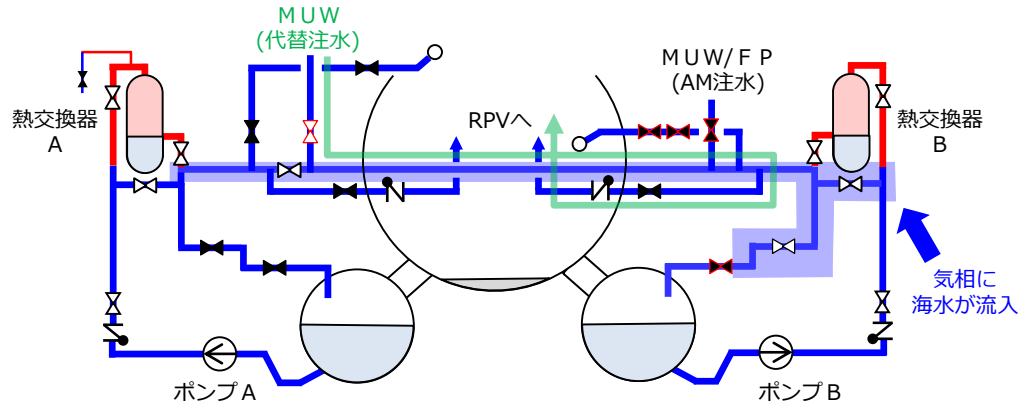 ＭＵＷ
(代替注水)
ＭＵＷ/ＦＰ
(AM注水)
熱交換器
A
RPVへ
熱交換器
B
気相に
海水が流入
ポンプＡ
ポンプＢ